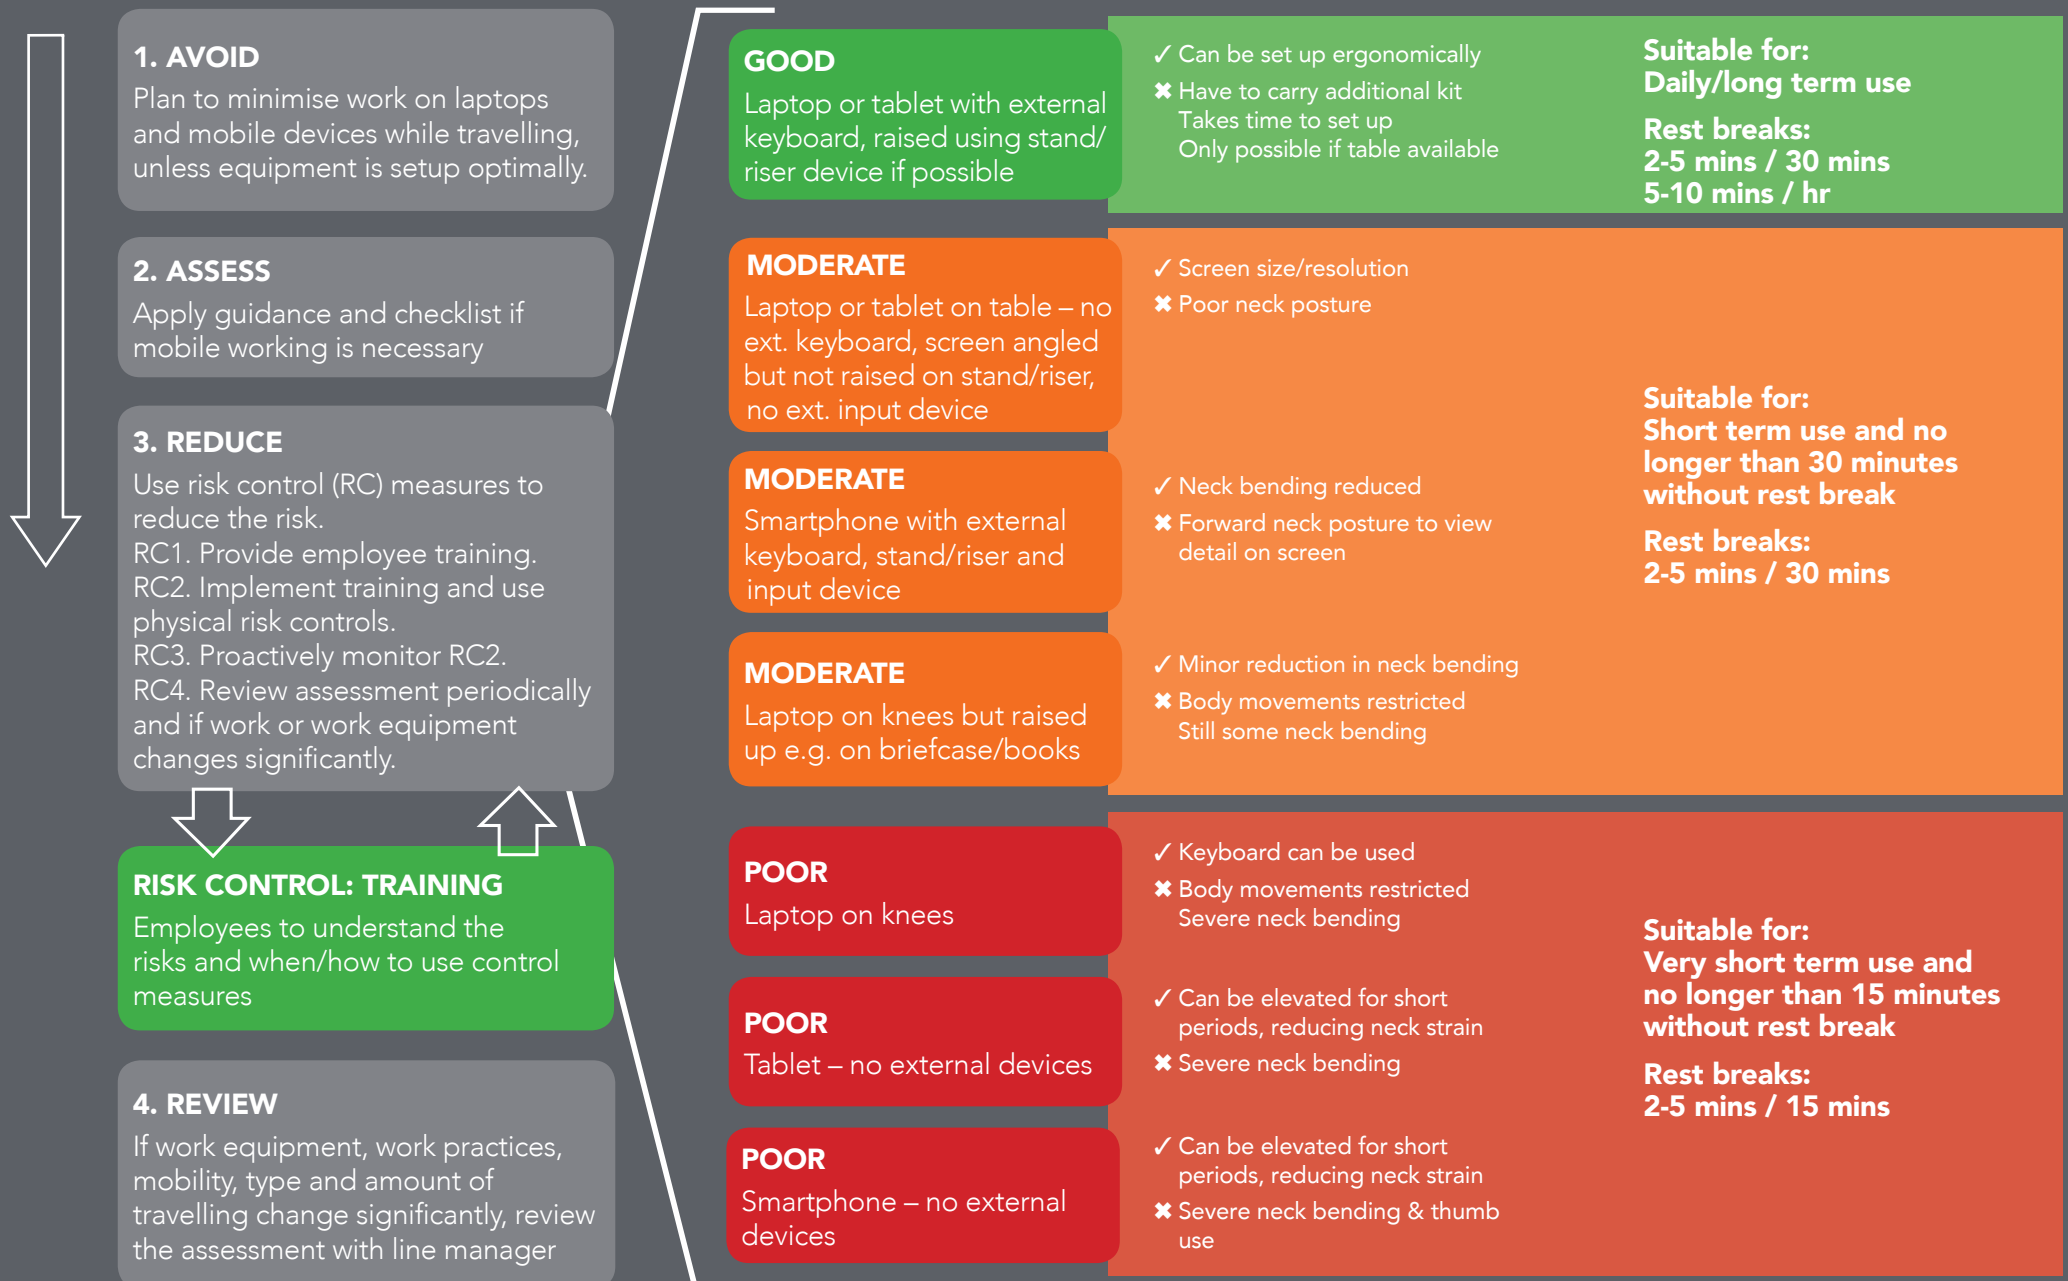 1. AVOID
Plan to minimise work on laptops
and mobile devices while travelling,
unless equipment is setup optimally.
2. ASSESS
Apply guidance and checklist if
mobile working is necessary
3. REDUCE
Use risk control (RC) measures to
reduce the risk.
RC1. Provide employee training.
RC2. Implement training and use
physical risk controls.
RC3. Proactively monitor RC2.
RC4. Review assessment periodically
and if work or work equipment
changes significantly.
RISK CONTROL: TRAINING
Employees to understand the
risks and when/how to use control
measures
4. REVIEW
If work equipment, work practices,
mobility, type and amount of
travelling change significantly, review
the assessment with line manager
GOOD
Laptop or tablet with external
keyboard, raised using stand/
riser device if possible
✓ Can be set up ergonomically
✖ Have to carry additional kit
Takes time to set up
Only possible if table available
Suitable for:
Daily/long term use
Rest breaks:
2-5 mins / 30 mins
5-10 mins / hr
MODERATE
Laptop or tablet on table – no
ext. keyboard, screen angled
but not raised on stand/riser,
no ext. input device
✓ Screen size/resolution
✖ Poor neck posture
MODERATE
Smartphone with external
keyboard, stand/riser and
input device
✓ Neck bending reduced
✖ Forward neck posture to view
detail on screen
MODERATE
Laptop on knees but raised
up e.g. on briefcase/books
✓ Minor reduction in neck bending
✖ Body movements restricted
Still some neck bending
Suitable for:
Short term use and no
longer than 30 minutes
without rest break
Rest breaks:
2-5 mins / 30 mins
POOR
Laptop on knees
✓ Keyboard can be used
✖ Body movements restricted
Severe neck bending
POOR
Tablet – no external devices
✓ Can be elevated for short
periods, reducing neck strain
✖ Severe neck bending
POOR
Smartphone – no external
devices
✓ Can be elevated for short
periods, reducing neck strain
✖ Severe neck bending & thumb
use
Suitable for:
Very short term use and
no longer than 15 minutes
without rest break
Rest breaks:
2-5 mins / 15 mins